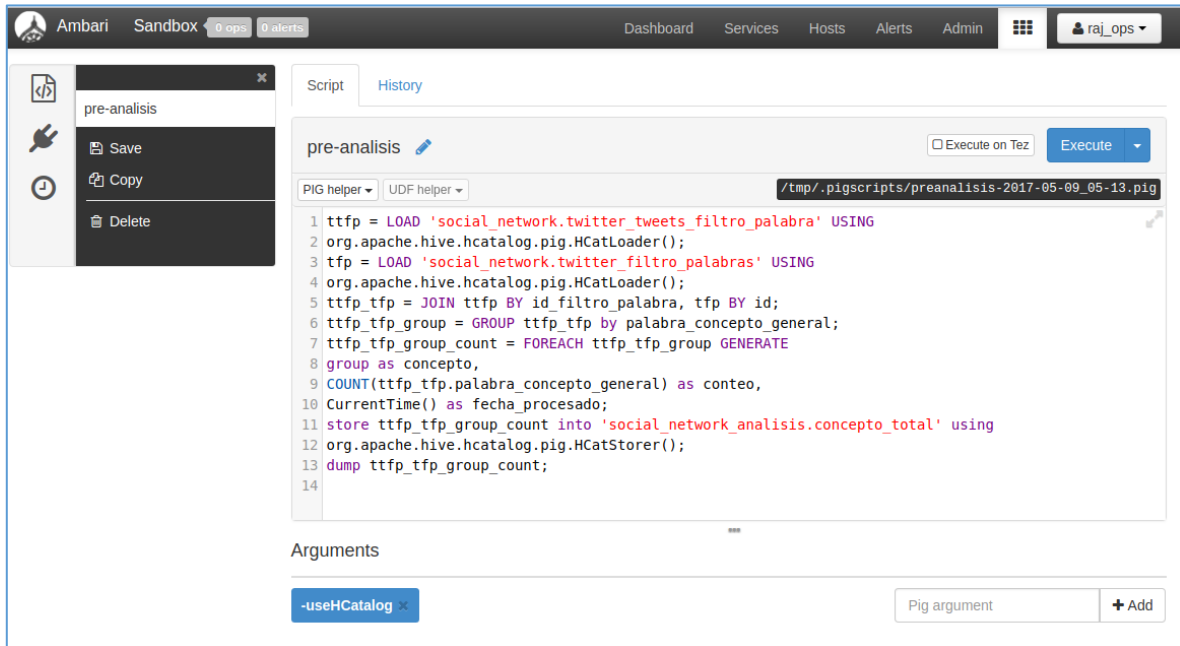 Ambari Sandbox 0 ops 0 alerts Dashboard Services Hosts Alerts Admin raj_ops
pre-analisis
Save
Copy
Delete
Script History
pre-analisis Execute on Tez Execute
PIG helper UDF helper /tmp/.pigscripts/preanalisis-2017-05-09_05-13.pig
1 ttfp = LOAD 'social_network.twitter_tweets_filtro_palabra' USING
2 org.apache.hive.hcatalog.pig.HCatLoader();
3 tfp = LOAD 'social_network.twitter_filtro_palabras' USING
4 org.apache.hive.hcatalog.pig.HCatLoader();
5 ttfp_tfp = JOIN ttfp BY id_filtro_palabra, tfp BY id;
6 ttfp_tfp_group = GROUP ttfp_tfp by palabra_concepto_general;
7 ttfp_tfp_group_count = FOREACH ttfp_tfp_group GENERATE
8 group as concepto,
9 COUNT(ttfp_tfp.palabra_concepto_general) as conteo,
10 CurrentTime() as fecha_procesado;
11 store ttfp_tfp_group_count into 'social_network_analisis.concepto_total' using
12 org.apache.hive.hcatalog.pig.HCatStorer();
13 dump ttfp_tfp_group_count;
14
Arguments
-useHCatalog × Pig argument + Add